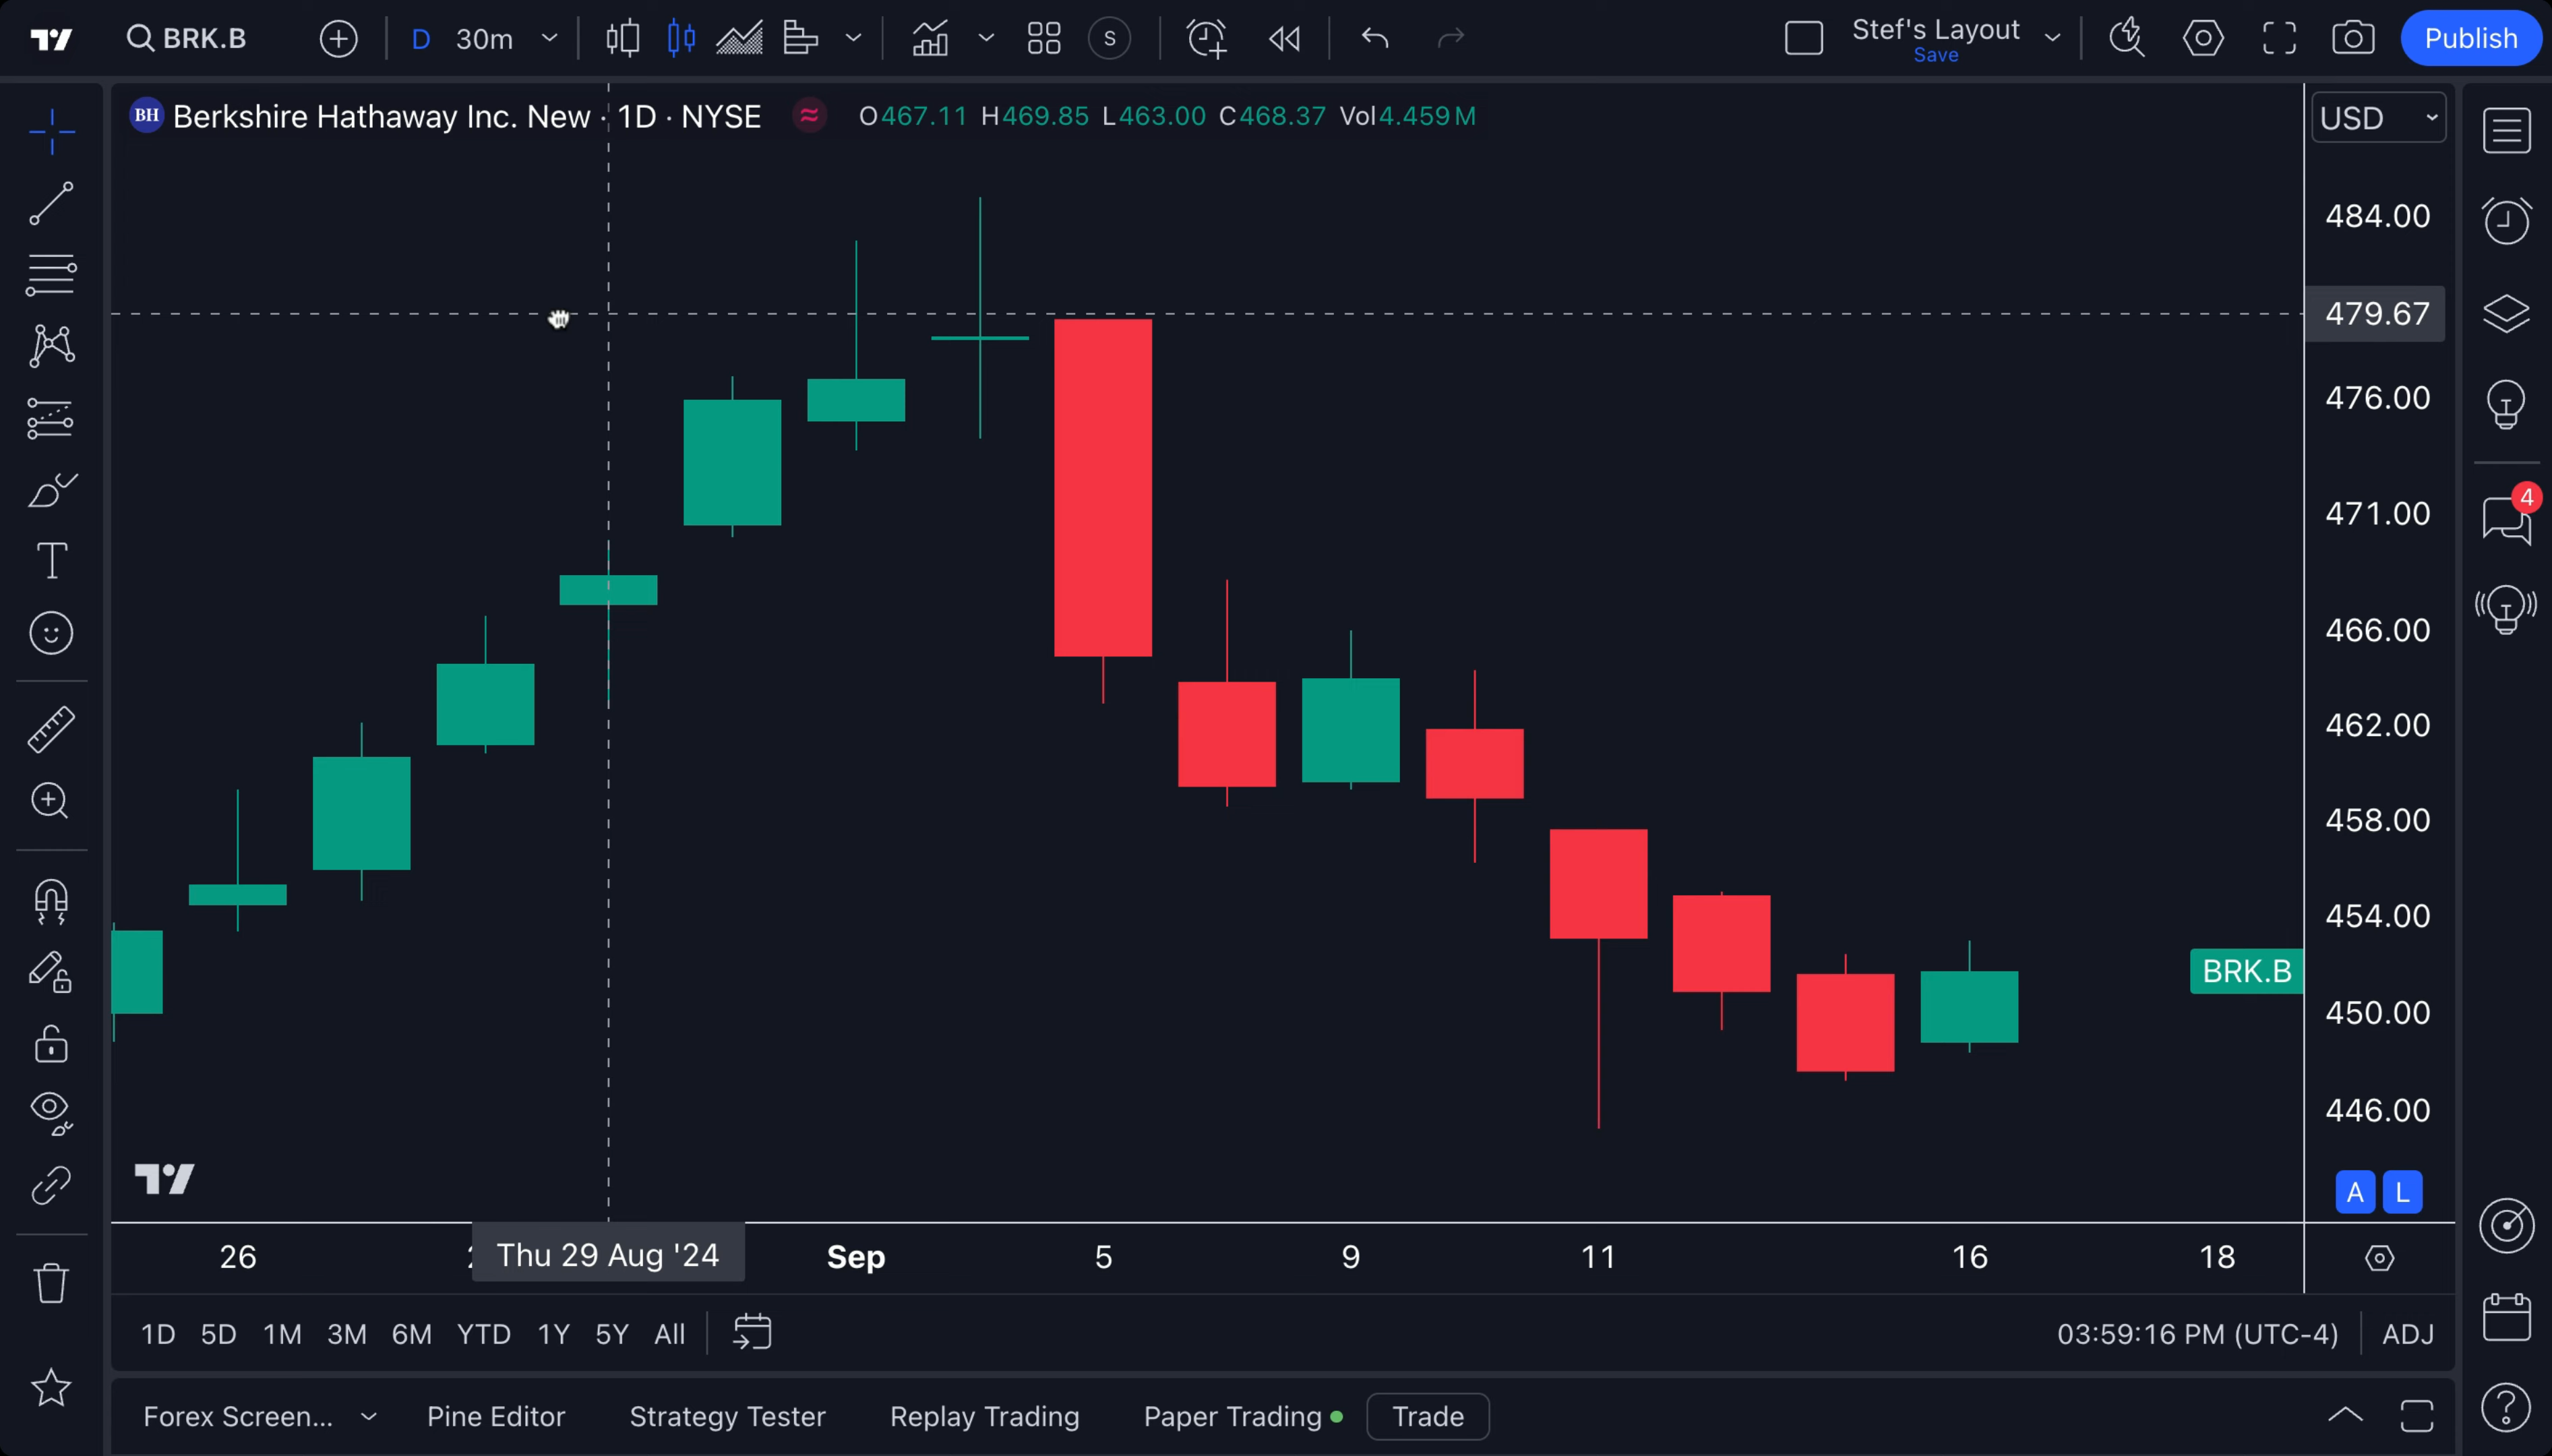 BRK.B D 30m S Stef's Layout Publish
Save
BH Berkshire Hathaway Inc. New · 1D · NYSE ≈ O467.11 H469.85 L463.00 C468.37 Vol4.459M USD
484.00
479.67
476.00
471.00
466.00
462.00
458.00
454.00
BRK.B
450.00
446.00
A L
4
26 Thu 29 Aug '24 Sep 5 9 11 16 18
1D 5D 1M 3M 6M YTD 1Y 5Y All 03:59:16 PM (UTC-4) ADJ
Forex Screen... Pine Editor Strategy Tester Replay Trading Paper Trading Trade